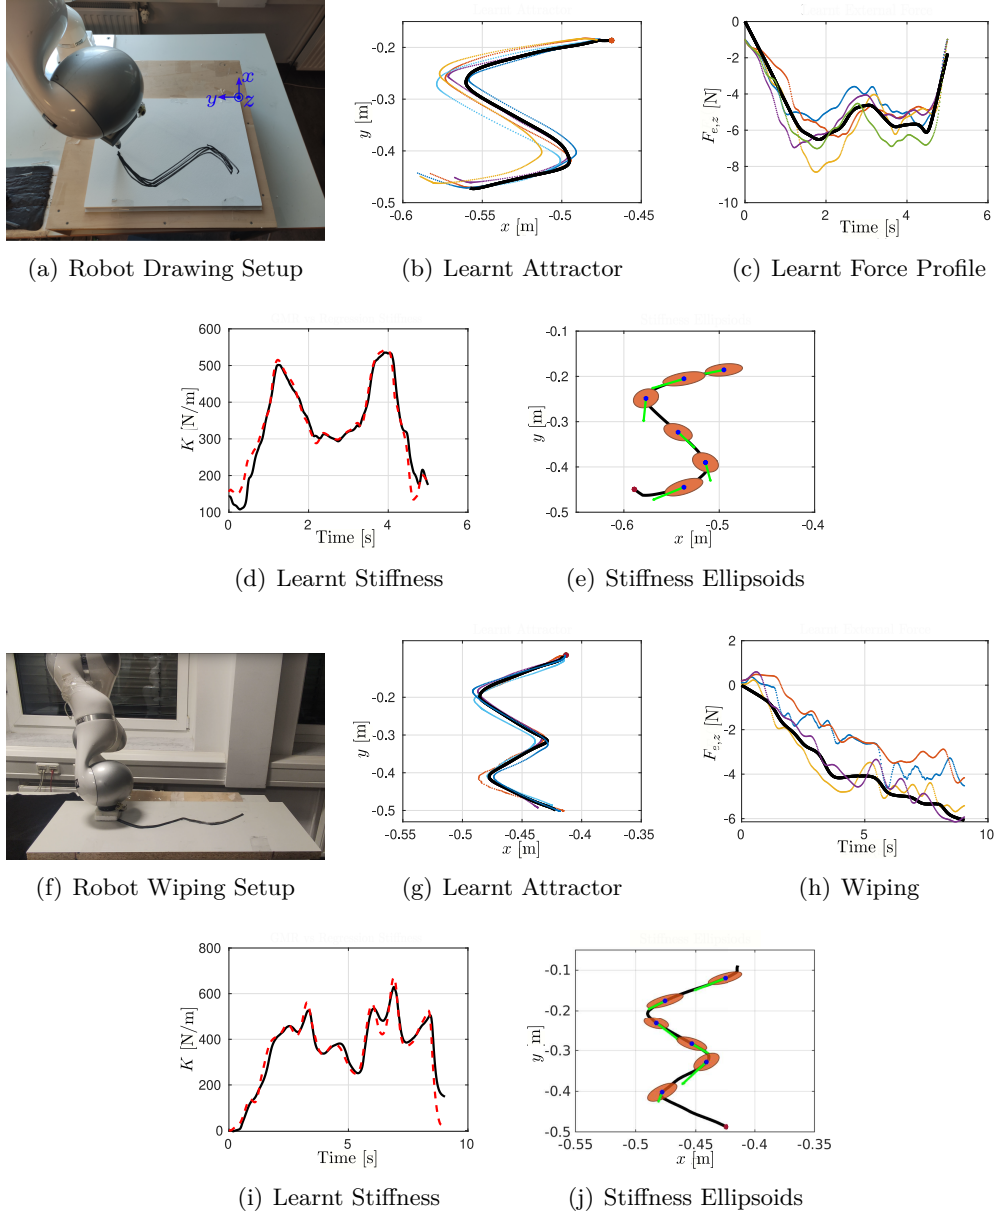 x
y z
(a) Robot Drawing Setup
-0.2
-0.3
-0.4
-0.5
y [m]
-0.6 -0.55 -0.5 -0.45
x [m]
(b) Learnt Attractor
0
-2
-4
-6
-8
-10
F_{e,z} [N]
0 2 4 6
Time [s]
(c) Learnt Force Profile
600
500
400
300
200
100
K [N/m]
0 2 4 6
Time [s]
(d) Learnt Stiffness
-0.1
-0.2
-0.3
-0.4
-0.5
y [m]
-0.6 -0.5 -0.4
x [m]
(e) Stiffness Ellipsoids
(f) Robot Wiping Setup
Learnt Attractor
-0.2
-0.3
-0.4
-0.5
y [m]
-0.55 -0.5 -0.45 -0.4 -0.35
x [m]
(g) Learnt Attractor
2
0
-2
-4
-6
F_{e,z} [N]
0 5 10
Time [s]
(h) Wiping
800
600
400
200
0
K [N/m]
0 5 10
Time [s]
(i) Learnt Stiffness
-0.1
-0.2
-0.3
-0.4
-0.5
y [m]
-0.55 -0.5 -0.45 -0.4 -0.35
x [m]
(j) Stiffness Ellipsoids